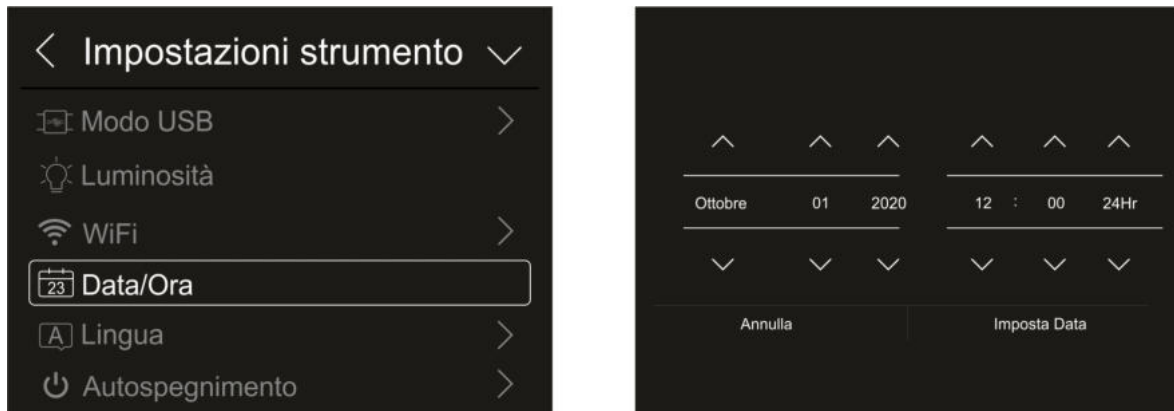 Impostazioni strumento
Modo USB
Luminosità
WiFi
23 Data/Ora
A Lingua
Autospegnimento
Ottobre 01 2020 12 : 00 24Hr
Annulla Imposta Data